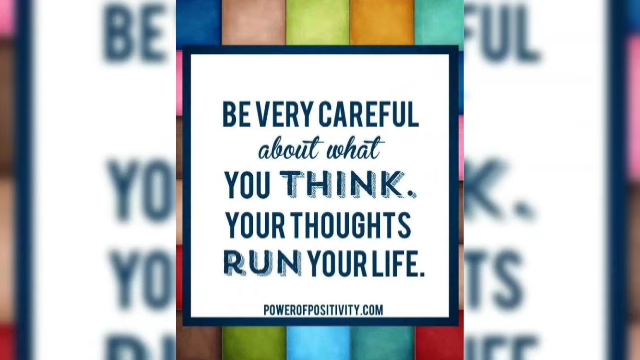 BE VERY CAREFUL
about what
YOU THINK.
YOUR THOUGHTS
RUN YOUR LIFE.
POWEROFPOSITIVITY.COM